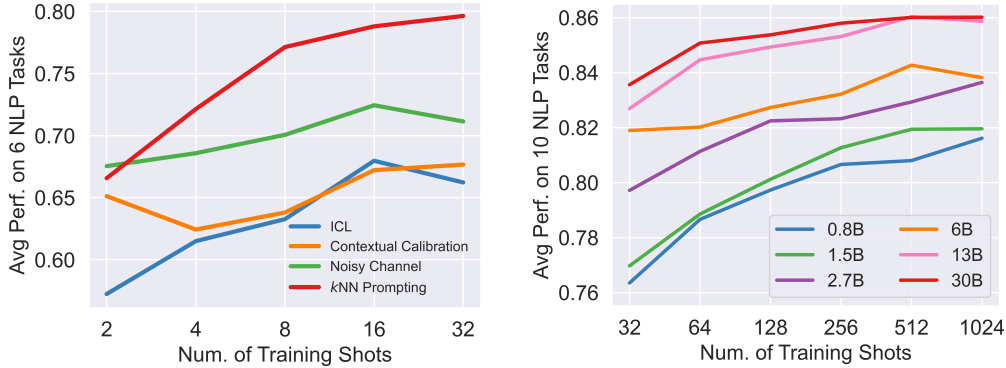 Avg Perf. on 6 NLP Tasks
0.80
0.75
0.70
0.65
0.60
ICL
Contextual Calibration
Noisy Channel
kNN Prompting
2 4 8 16 32
Num. of Training Shots
Avg Perf. on 10 NLP Tasks
0.86
0.84
0.82
0.80
0.78
0.76
0.8B 6B
1.5B 13B
2.7B 30B
32 64 128 256 512 1024
Num. of Training Shots